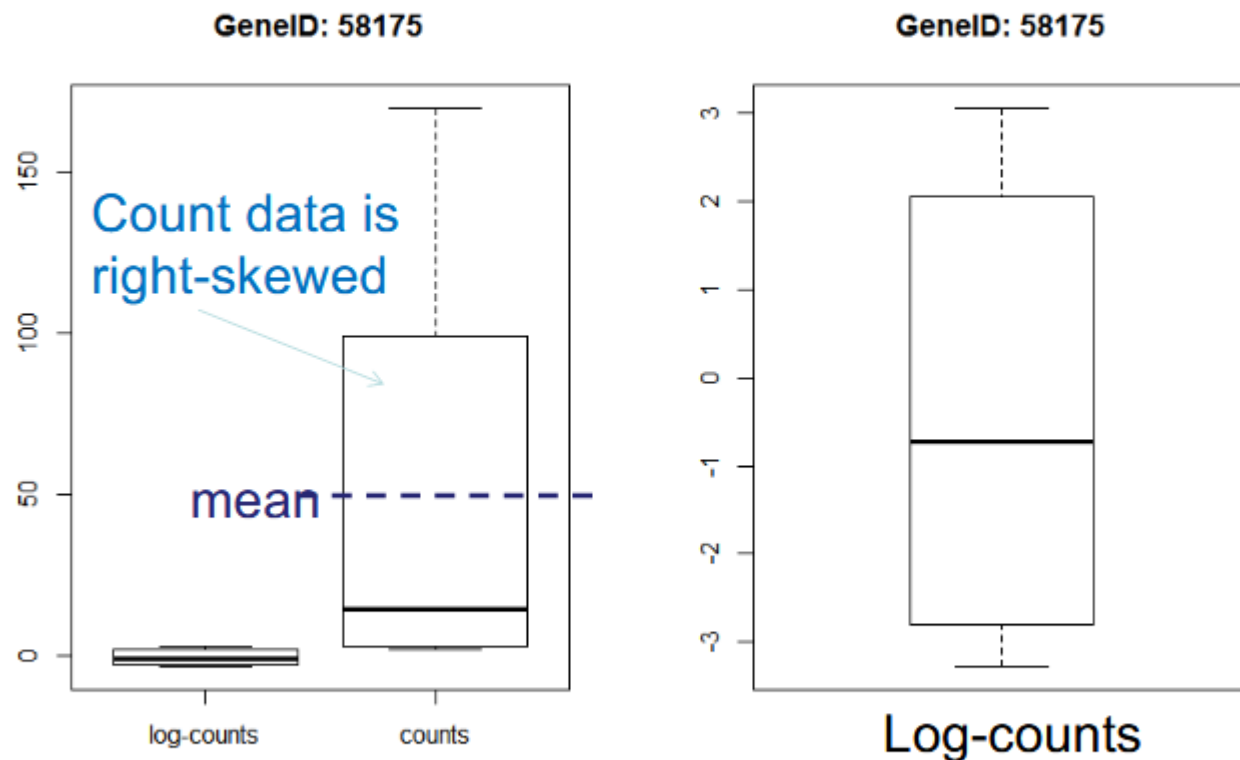 GeneID: 58175
150
100
50
0
Count data is
right-skewed
mean
log-counts
counts
GeneID: 58175
3
2
1
0
-1
-2
-3
Log-counts